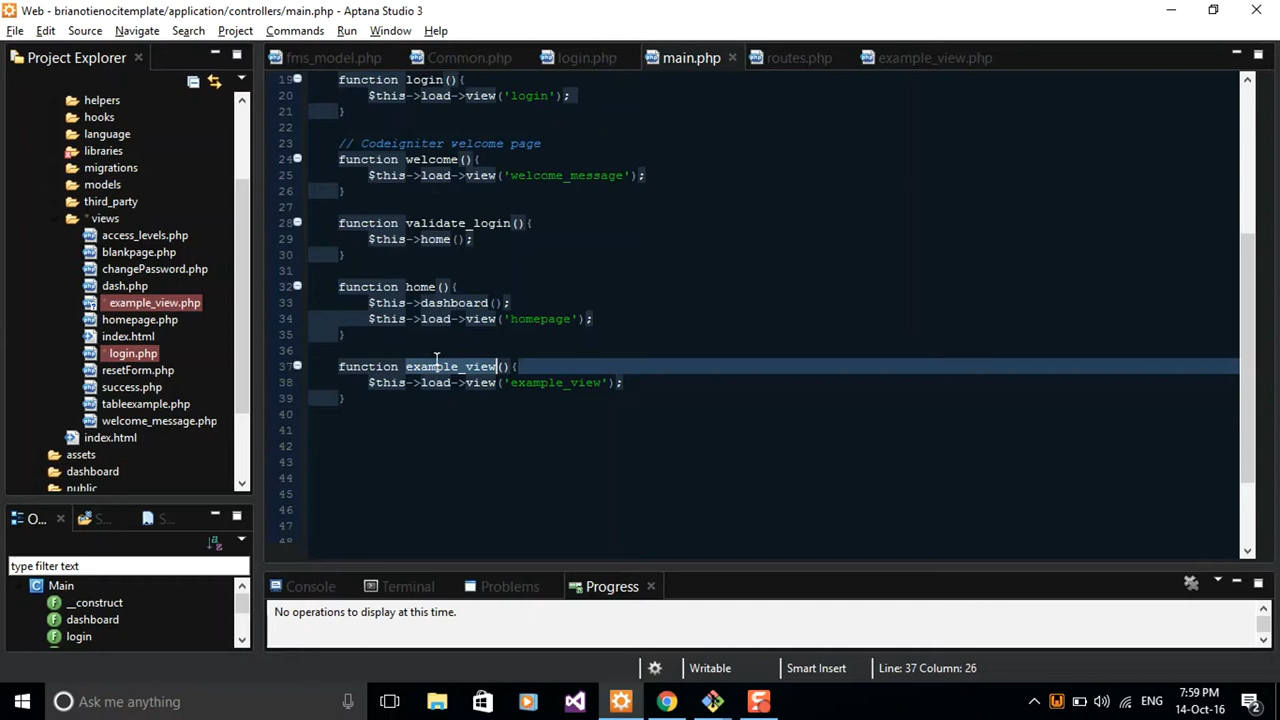 Web - brianotienocitemplate/application/controllers/main.php - Aptana Studio 3
File Edit Source Navigate Search Project Commands Run Window Help
Project Explorer
fms_model.php Common.php login.php main.php routes.php example_view.php
helpers
hooks
language
libraries
migrations
models
third_party
* views
access_levels.php
blankpage.php
changePassword.php
dash.php
* example_view.php
homepage.php
index.html
* login.php
resetForm.php
success.php
tableexample.php
welcome_message.php
index.html
assets
dashboard
public
19 function login(){
20 $this->load->view('login');
21 }
22
23 // Codeigniter welcome page
24 function welcome(){
25 $this->load->view('welcome_message');
26 }
27
28 function validate_login(){
29 $this->home();
30 }
31
32 function home(){
33 $this->dashboard();
34 $this->load->view('homepage');
35 }
36
37 function example_view(){
38 $this->load->view('example_view');
39 }
40
41
42
43
44
45
46
47
48
O... S... S...
type filter text
Main
__construct
dashboard
login
Console Terminal Problems Progress
No operations to display at this time.
Writable Smart Insert Line: 37 Column: 26
Ask me anything
7:59 PM
14-Oct-16
2